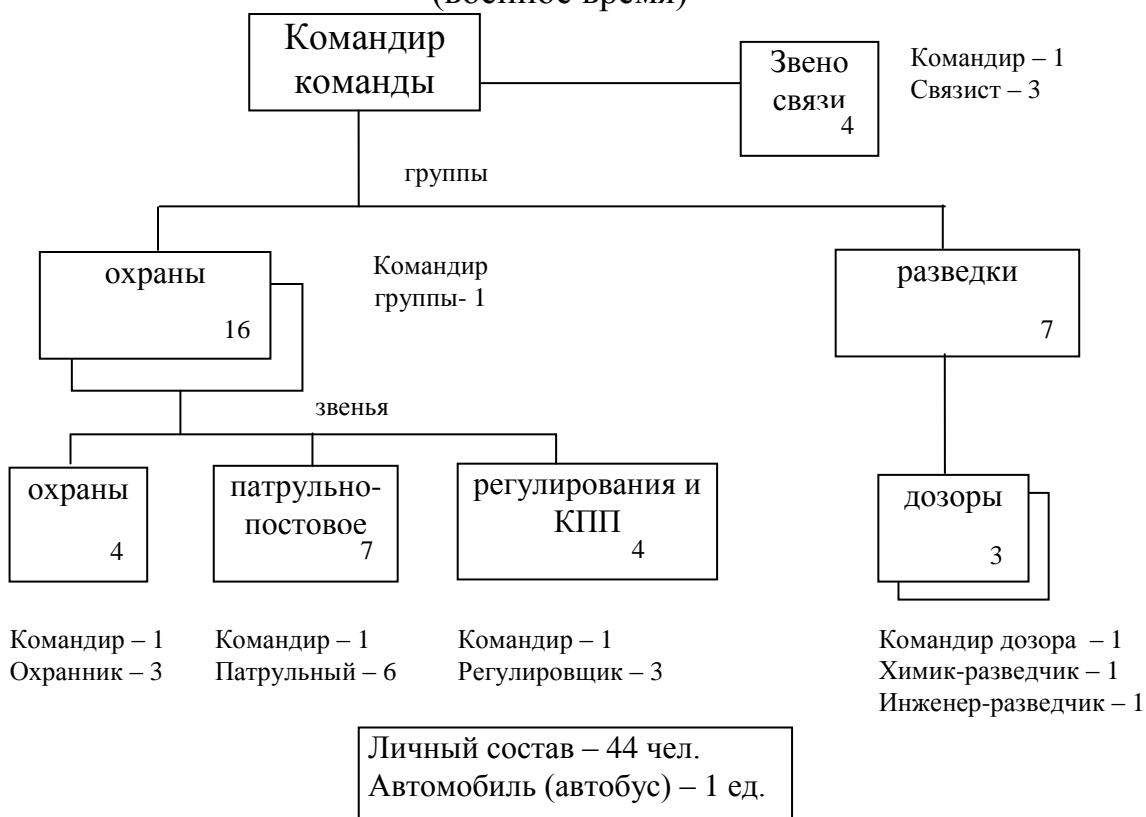 (военное время)
Командир
команды
Звено
связи
4
Командир – 1
Связист – 3
группы
охраны
16
Командир
группы- 1
разведки
7
звенья
охраны
4
патрульно-
постовое
7
регулирования и
КПП
4
дозоры
3
Командир – 1
Охранник – 3
Командир – 1
Патрульный – 6
Командир – 1
Регулировщик – 3
Командир дозора – 1
Химик-разведчик – 1
Инженер-разведчик – 1
Личный состав – 44 чел.
Автомобиль (автобус) – 1 ед.